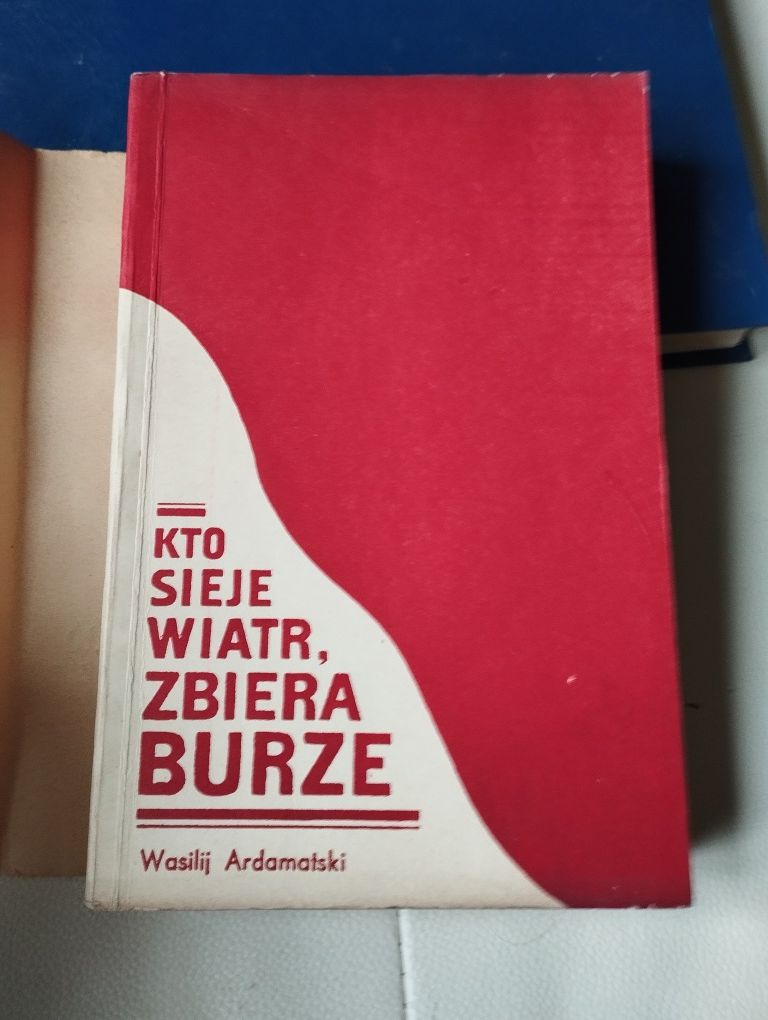 KTO
SIEJE
WIATR,
ZBIERA
BURZE
Wasilij Ardamatski